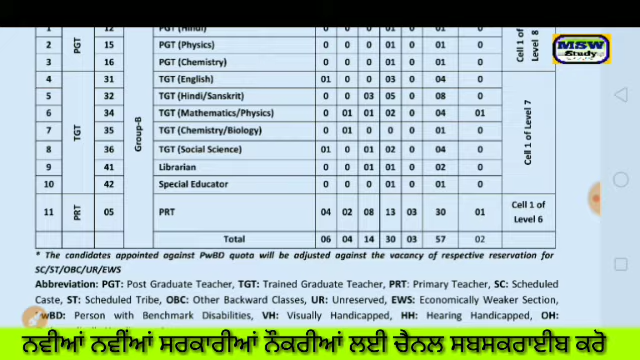 1 12 PGT (Hindi) 0 0 0 01 0 01 0
2 15 PGT (Physics) 0 0 0 01 0 01 0
3 16 PGT (Chemistry) 0 0 0 01 0 01 0
PGT
Cell 1 of Level 8
4 31 TGT (English) 01 0 0 03 0 04 0
5 32 TGT (Hindi/Sanskrit) 0 0 03 05 0 08 0
6 34 TGT (Mathematics/Physics) 0 01 01 02 0 04 01
7 35 TGT (Chemistry/Biology) 0 01 0 0 0 01 0
8 36 TGT (Social Science) 01 0 01 02 0 04 0
9 41 Librarian 0 0 01 01 0 02 0
10 42 Special Educator 0 0 0 01 0 01 0
TGT
Group-B
Cell 1 of Level 7
11 PRT 05 PRT 04 02 08 13 03 30 01 Cell 1 of
Level 6
Total 06 04 14 30 03 57 02
* The candidates appointed against PwBD quota will be adjusted against the vacancy of respective reservation for
SC/ST/OBC/UR/EWS
Abbreviation: PGT: Post Graduate Teacher, TGT: Trained Graduate Teacher, PRT: Primary Teacher, SC: Scheduled
Caste, ST: Scheduled Tribe, OBC: Other Backward Classes, UR: Unreserved, EWS: Economically Weaker Section,
PwBD: Person with Benchmark Disabilities, VH: Visually Handicapped, HH: Hearing Handicapped, OH:
ਨਵੀਆਂ ਨਵੀਂਆਂ ਸਰਕਾਰੀਆਂ ਨੌਕਰੀਆਂ ਲਈ ਚੈਨਲ ਸਬਸਕਰਾਈਬ ਕਰੋ
MSW
Study